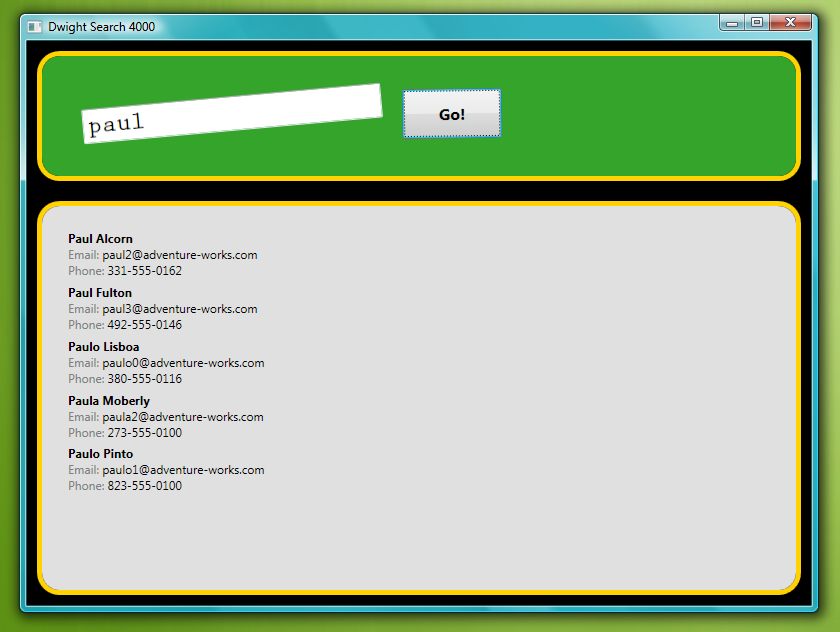 Dwight Search 4000
paul
Go!
Paul Alcorn
Email: paul2@adventure-works.com
Phone: 331-555-0162
Paul Fulton
Email: paul3@adventure-works.com
Phone: 492-555-0146
Paulo Lisboa
Email: paulo0@adventure-works.com
Phone: 380-555-0116
Paula Moberly
Email: paula2@adventure-works.com
Phone: 273-555-0100
Paulo Pinto
Email: paulo1@adventure-works.com
Phone: 823-555-0100